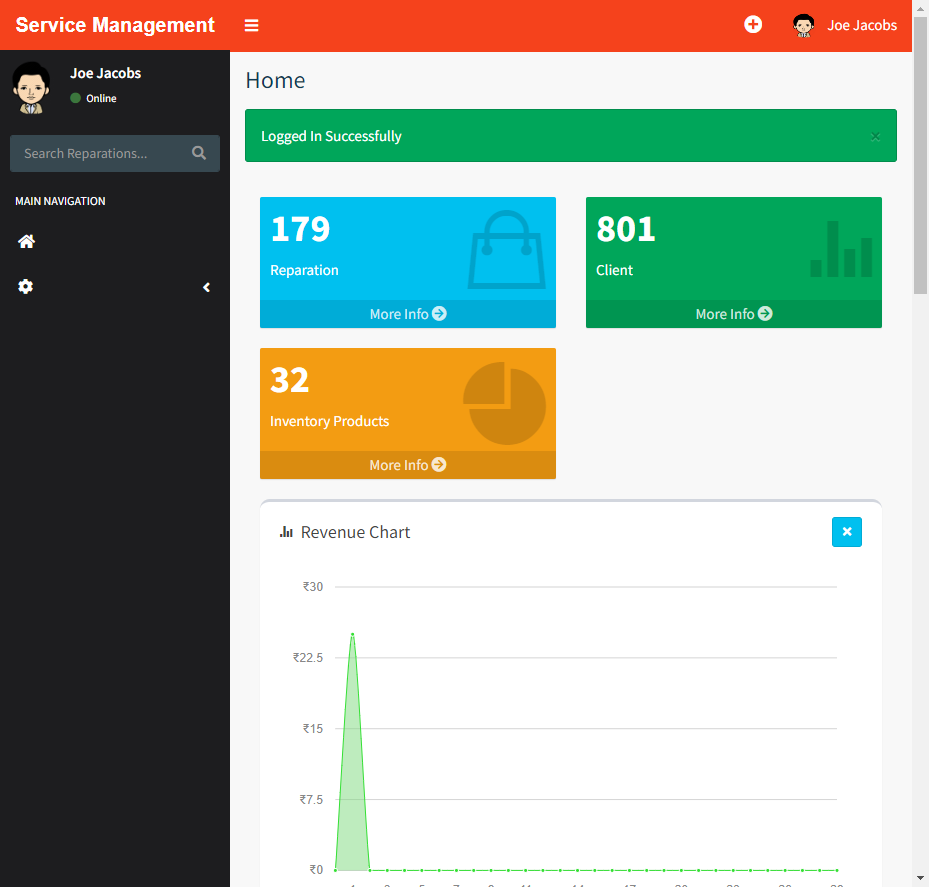 Service Management
Joe Jacobs
Joe Jacobs
Online
Search Reparations...
MAIN NAVIGATION
Home
Logged In Successfully
×
179
Reparation
More Info
801
Client
More Info
32
Inventory Products
More Info
Revenue Chart
₹30
₹22.5
₹15
₹7.5
₹0